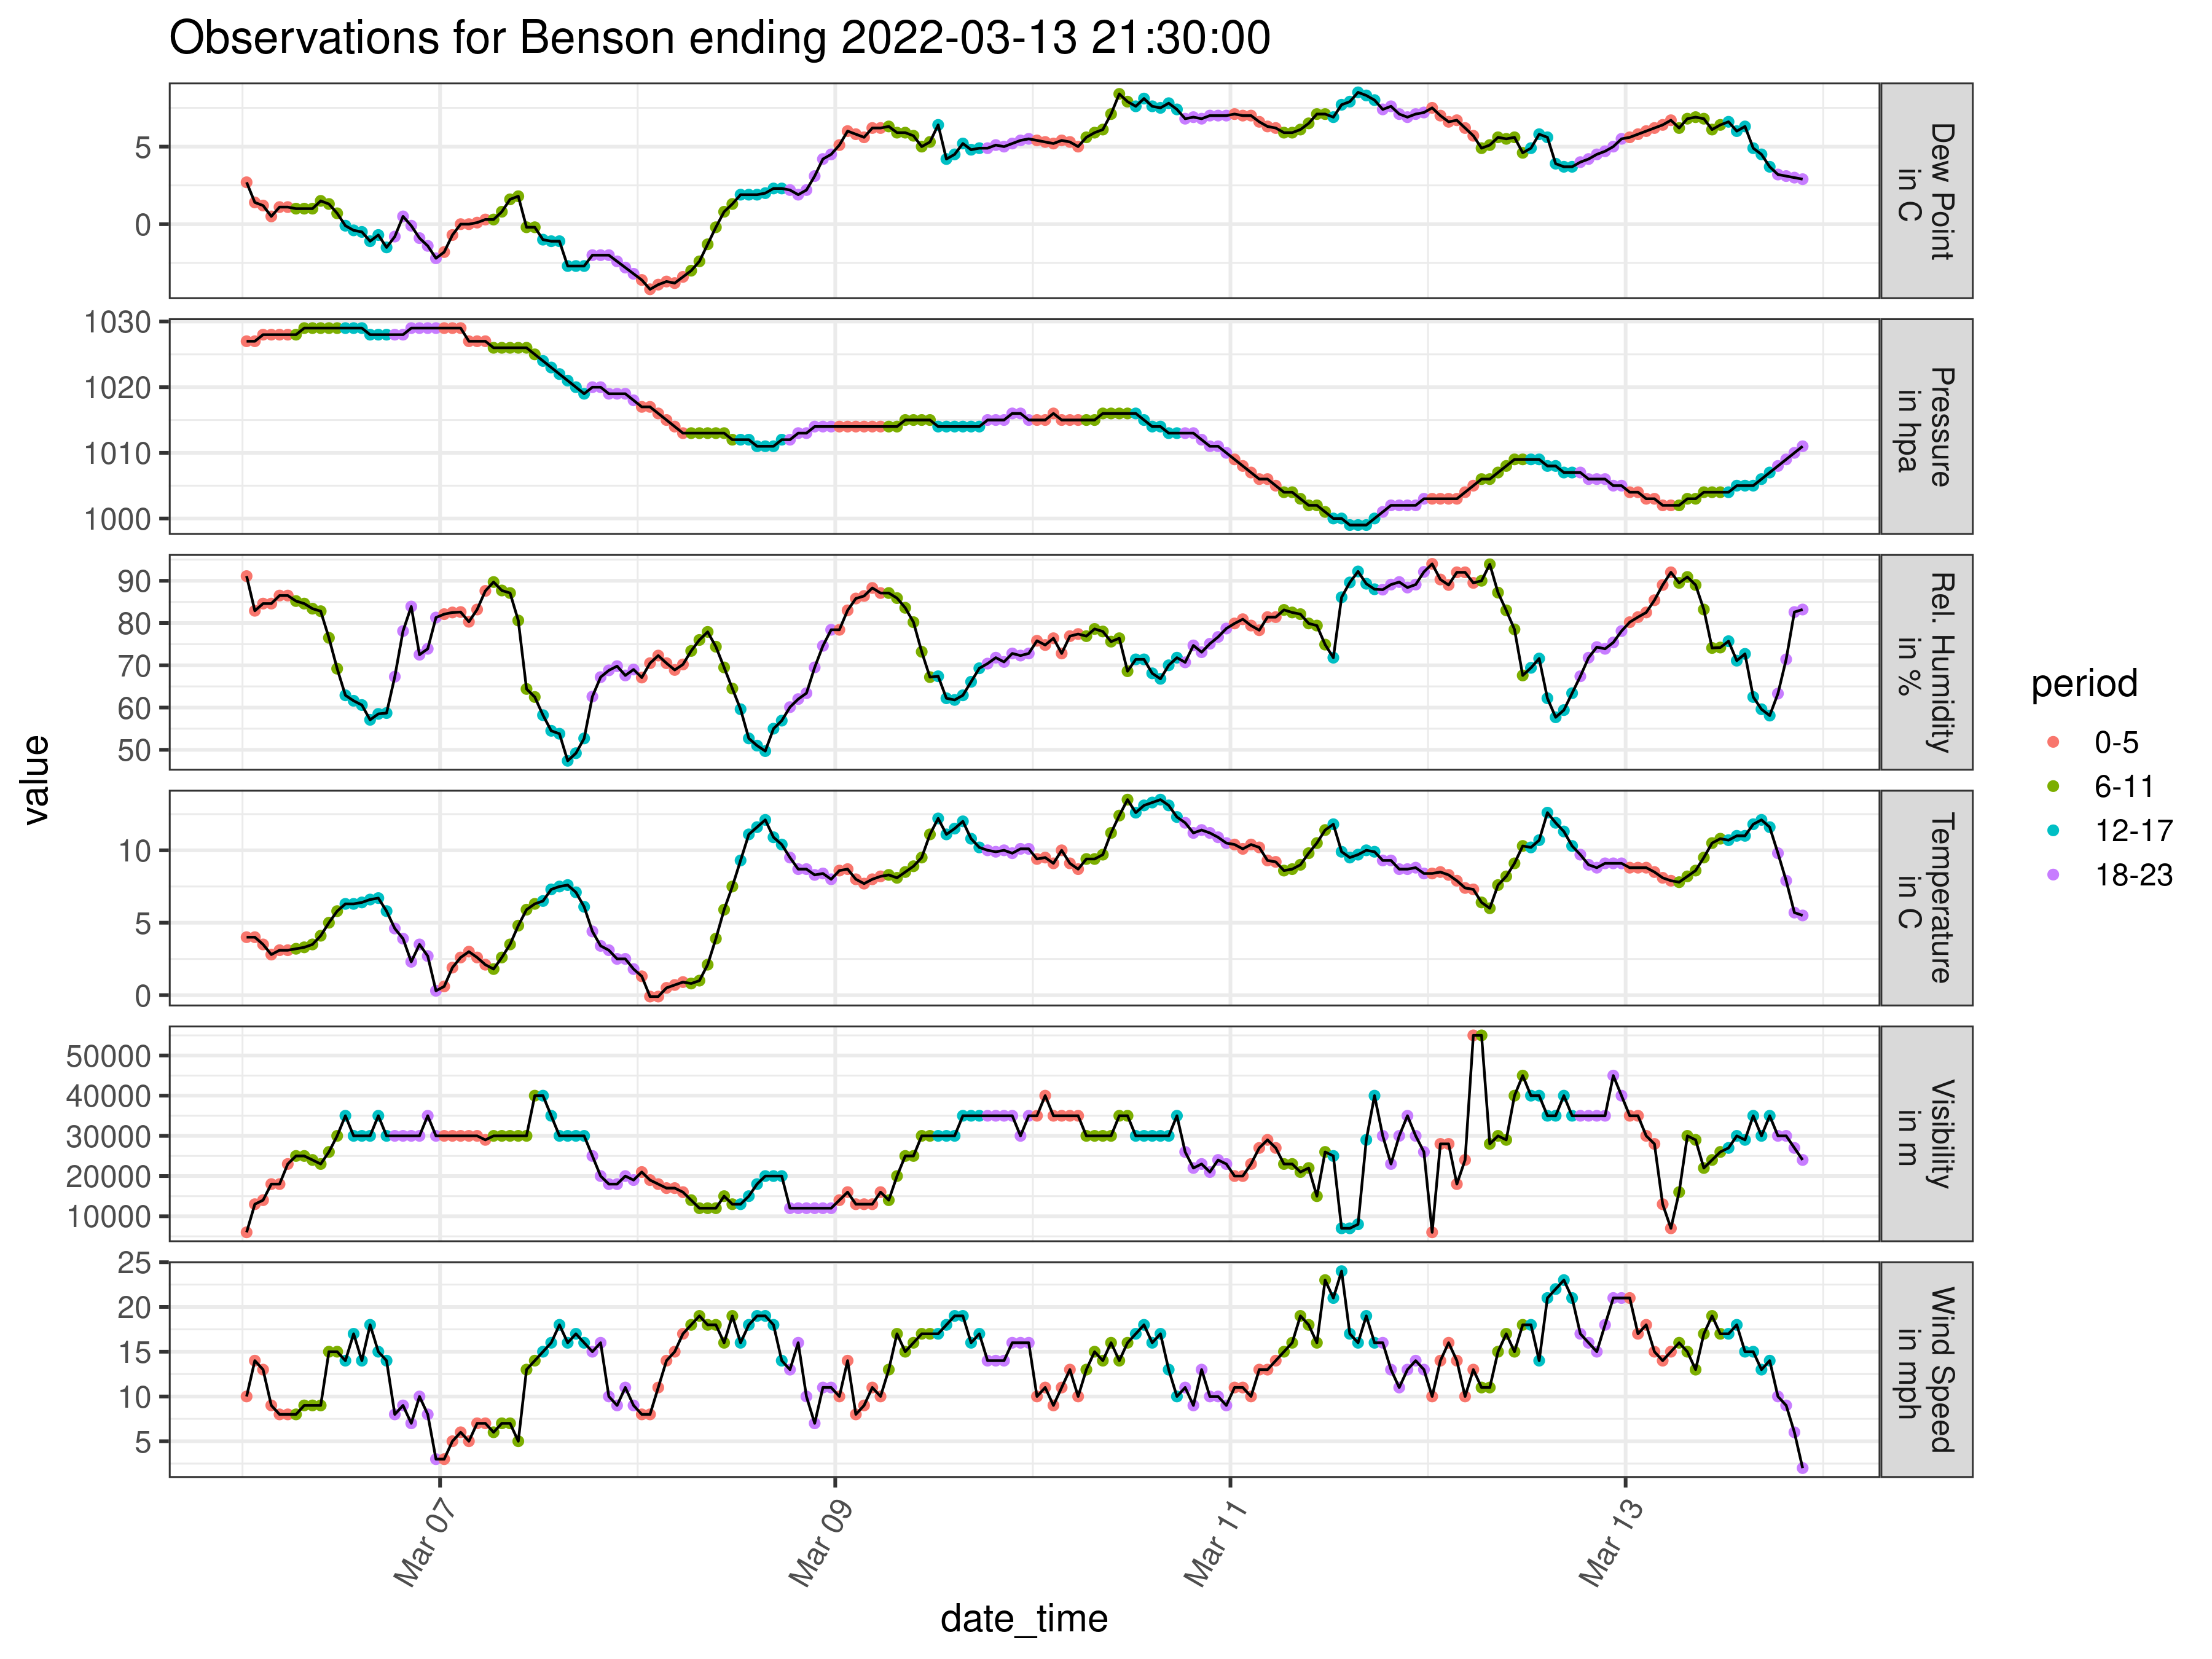 Observations for Benson ending 2022-03-13 21:30:00
value
5
0
Dew Point
in C
1030
1020
1010
1000
Pressure
in hpa
90
80
70
60
50
Rel. Humidity
in %
10
5
0
Temperature
in C
50000
40000
30000
20000
10000
Visibility
in m
25
20
15
10
5
Wind Speed
in mph
Mar 07
Mar 09
Mar 11
Mar 13
date_time
period
0-5
6-11
12-17
18-23